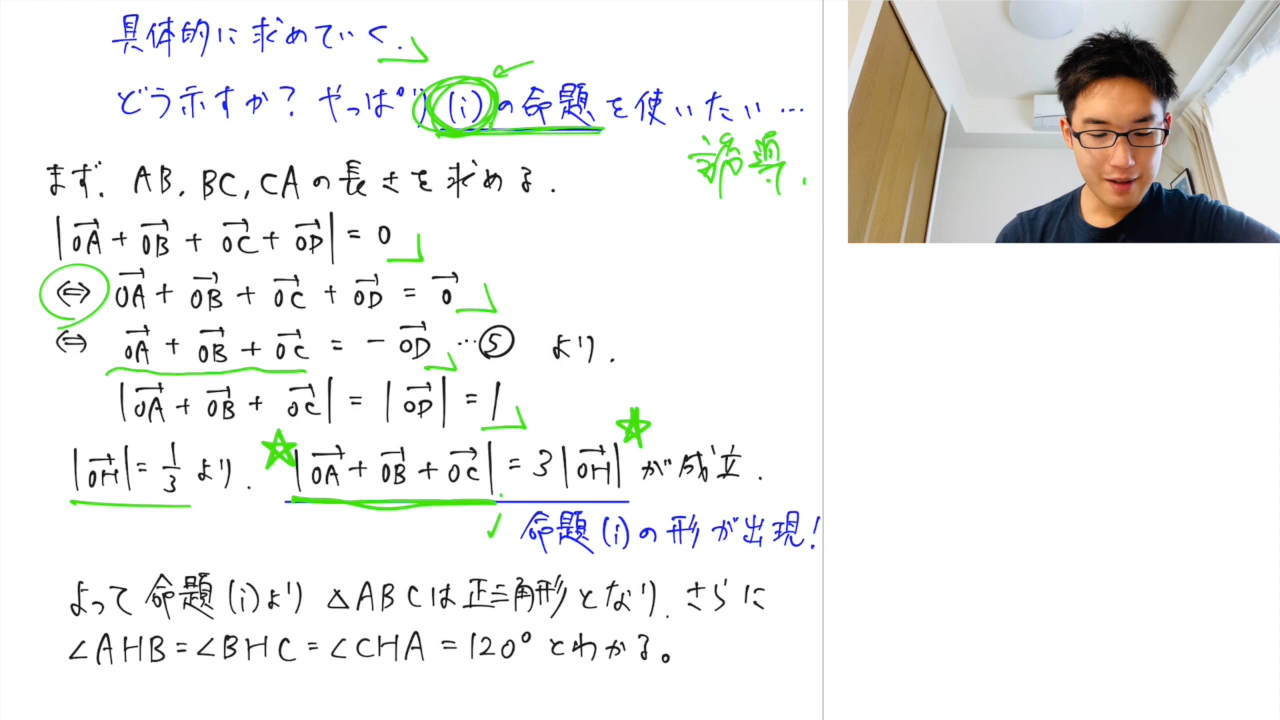 具体的に求めていく.
どう示すか? やっぱり (i)の命題を使いたい…
誘導.
まず. AB, BC, CAの長さを求める.
|→OA + →OB + →OC + →OD| = 0
⇔ →OA + →OB + →OC + →OD = →0
⇔ →OA + →OB + →OC = − →OD …⑤ より.
|→OA + →OB + →OC| = |→OD| = 1
|→OH| = 1/3 より. |→OA + →OB + →OC| = 3|→OH| が成立.
命題(i)の形が出現!
よって 命題(i)より △ABCは正三角形となり. さらに
∠AHB = ∠BHC = ∠CHA = 120° とわかる。